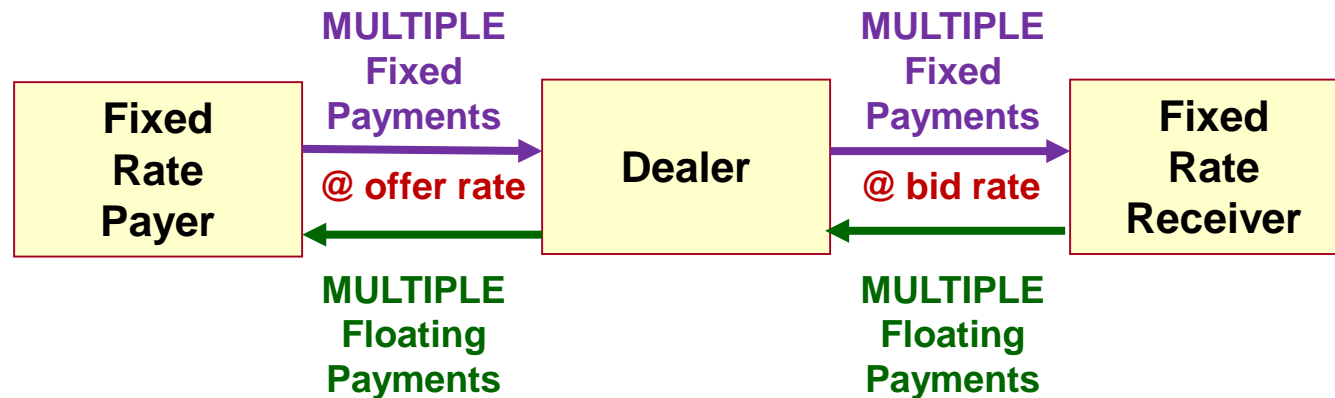 Fixed
Rate
Payer
MULTIPLE
Fixed
Payments
@ offer rate
MULTIPLE
Floating
Payments
Dealer
MULTIPLE
Fixed
Payments
@ bid rate
MULTIPLE
Floating
Payments
Fixed
Rate
Receiver